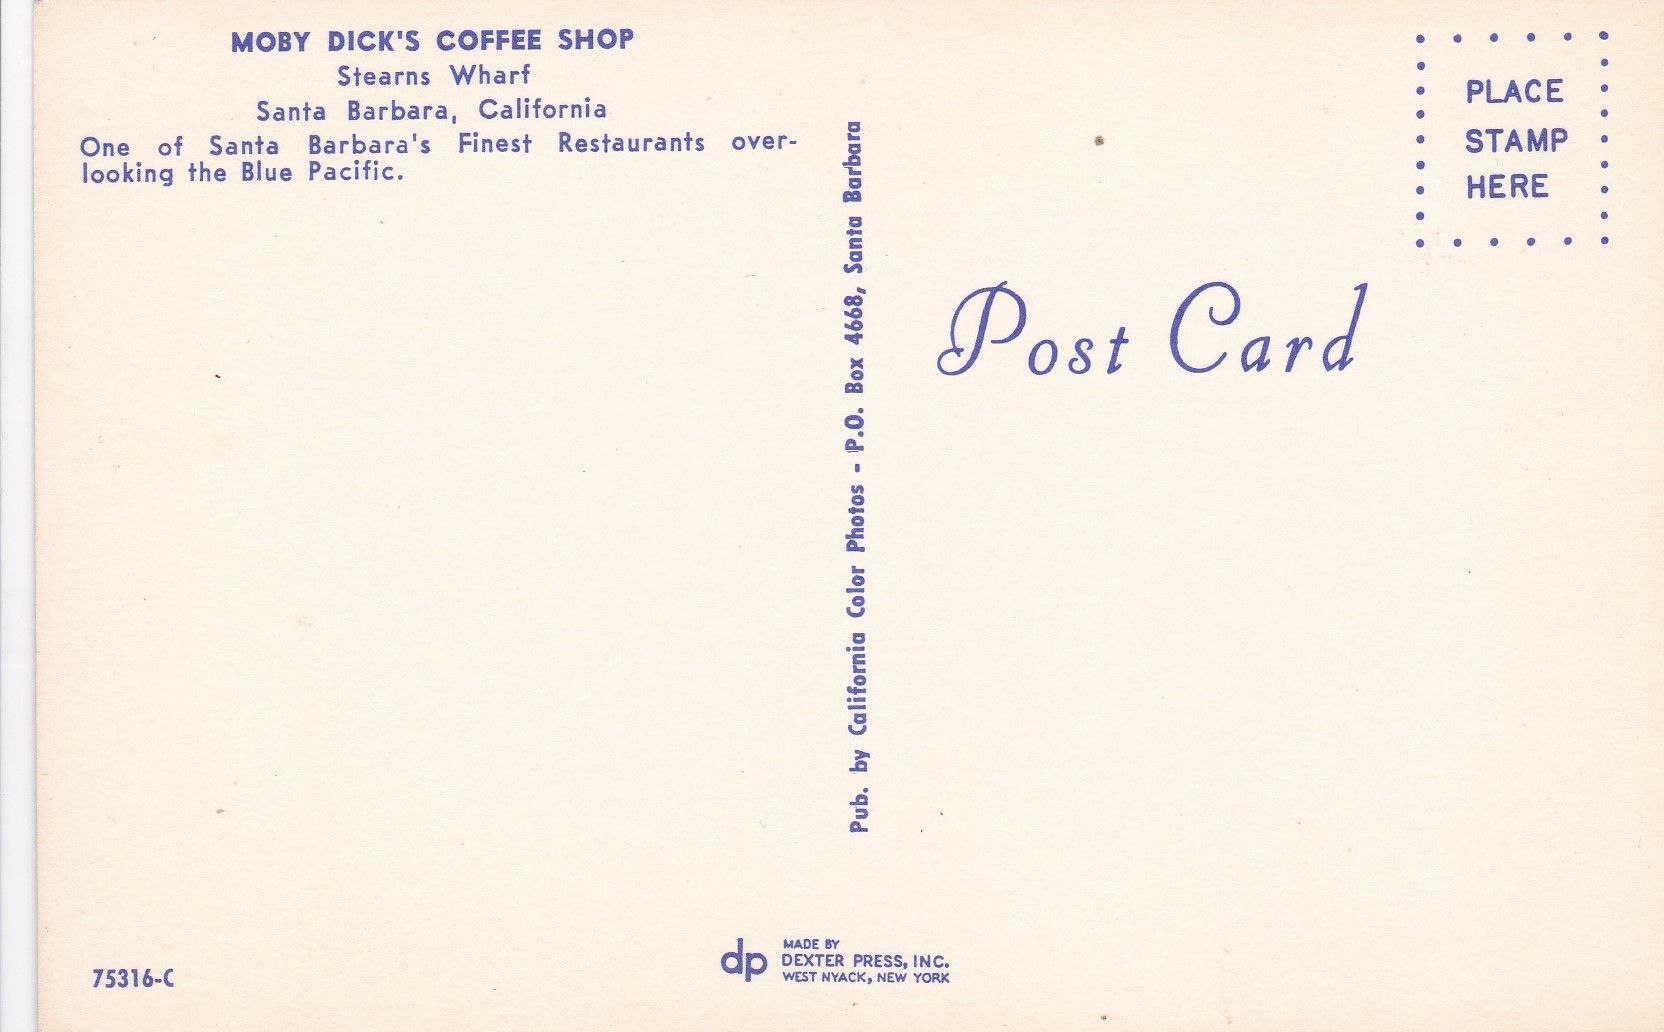 MOBY DICK'S COFFEE SHOP
Stearns Wharf
Santa Barbara, California
One of Santa Barbara's Finest Restaurants over-
looking the Blue Pacific.
Pub. by California Color Photos - P.O. Box 4668, Santa Barbara
PLACE
STAMP
HERE
Post Card
75316-C
dp
MADE BY
DEXTER PRESS, INC.
WEST NYACK, NEW YORK